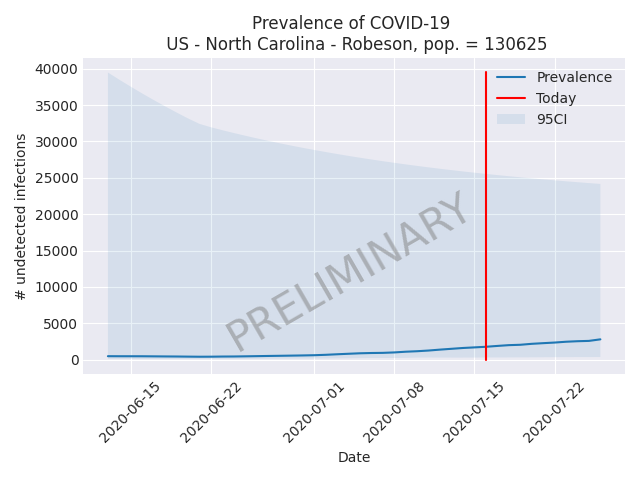 Prevalence of COVID-19
US - North Carolina - Robeson, pop. = 130625
40000
35000
30000
25000
20000
15000
10000
5000
0
# undetected infections
Prevalence
Today
95CI
PRELIMINARY
2020-06-15
2020-06-22
2020-07-01
2020-07-08
2020-07-15
2020-07-22
Date